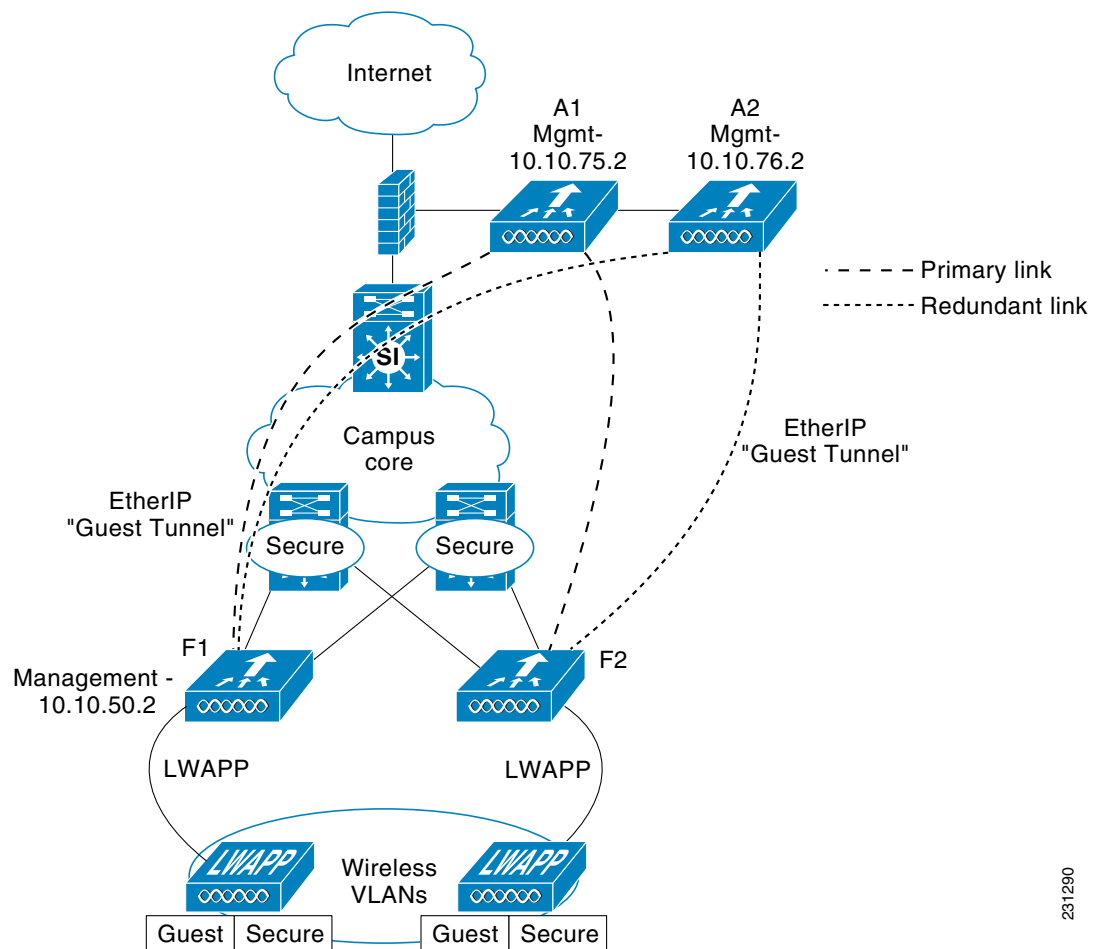 Internet
A1
Mgmt-
10.10.75.2
A2
Mgmt-
10.10.76.2
Primary link
Redundant link
SI
Campus
core
EtherIP
"Guest Tunnel"
EtherIP
"Guest Tunnel"
Secure
Secure
F1
F2
Management -
10.10.50.2
LWAPP
LWAPP
LWAPP
LWAPP
Wireless
VLANs
Guest
Secure
Guest
Secure
231290